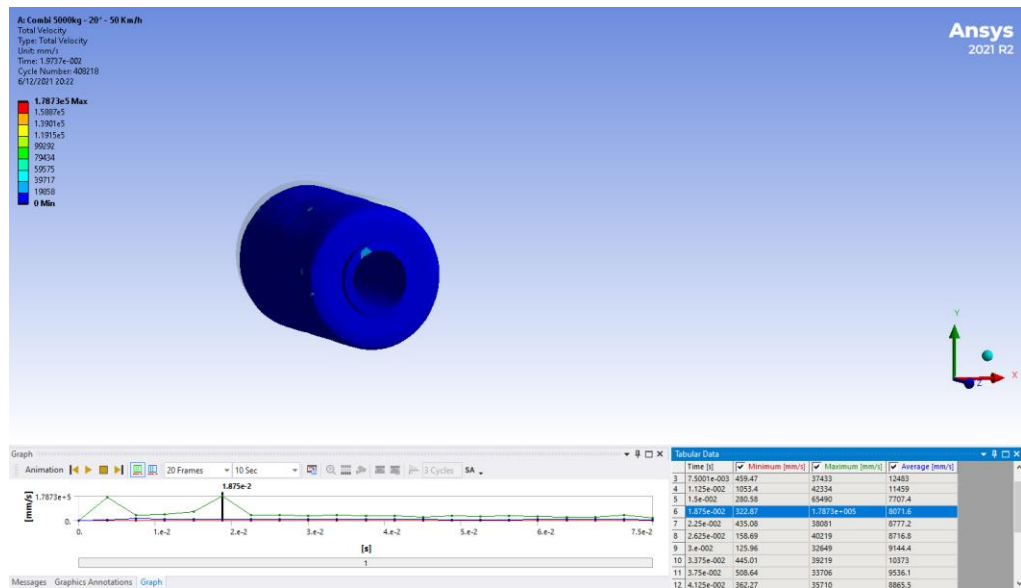 A: Combi 5000kg - 20° - 50 Km/h
Total Velocity
Type: Total Velocity
Unit: mm/s
Time: 1.9737e-002
Cycle Number: 408218
6/12/2021 20:22
1.7873e5 Max
1.5887e5
1.3901e5
1.1915e5
99292
79434
59575
39717
19858
0 Min
Ansys
2021 R2
Y
X
Z
Graph
Animation 20 Frames 10 Sec 3 Cycles SA
1.875e-2
[mm/s]
1.7873e+5
0.
0. 1.e-2 2.e-2 3.e-2 4.e-2 5.e-2 6.e-2 7.5e-2
[s]
1
Messages Graphics Annotations Graph
Tabular Data
Time [s] Minimum [mm/s] Maximum [mm/s] Average [mm/s]
3 7.5001e-003 459.47 37433 12483
4 1.125e-002 1053.4 42334 11459
5 1.5e-002 280.58 65490 7707.4
6 1.875e-002 322.87 1.7873e+005 8071.6
7 2.25e-002 435.08 38081 8777.2
8 2.625e-002 158.69 40219 8716.8
9 3.e-002 125.96 32649 9144.4
10 3.375e-002 445.01 39219 10373
11 3.75e-002 508.64 33706 9536.1
12 4.125e-002 362.27 35710 8865.5